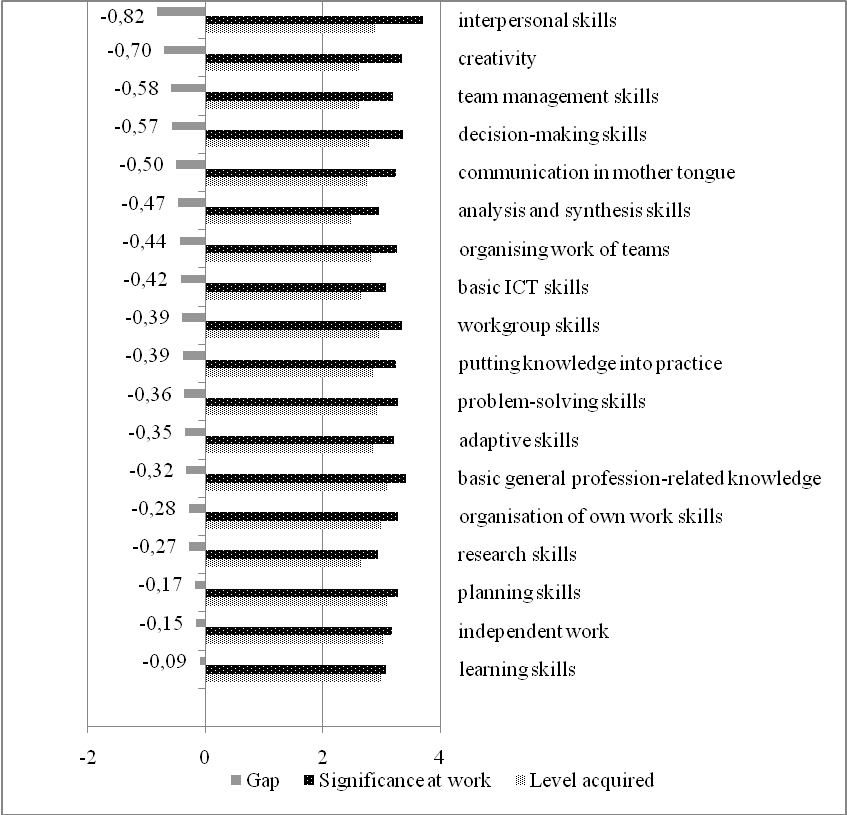 -0,82 interpersonal skills
-0,70 creativity
-0,58 team management skills
-0,57 decision-making skills
-0,50 communication in mother tongue
-0,47 analysis and synthesis skills
-0,44 organising work of teams
-0,42 basic ICT skills
-0,39 workgroup skills
-0,39 putting knowledge into practice
-0,36 problem-solving skills
-0,35 adaptive skills
-0,32 basic general profession-related knowledge
-0,28 organisation of own work skills
-0,27 research skills
-0,17 planning skills
-0,15 independent work
-0,09 learning skills
-2 0 2 4
Gap Significance at work Level acquired